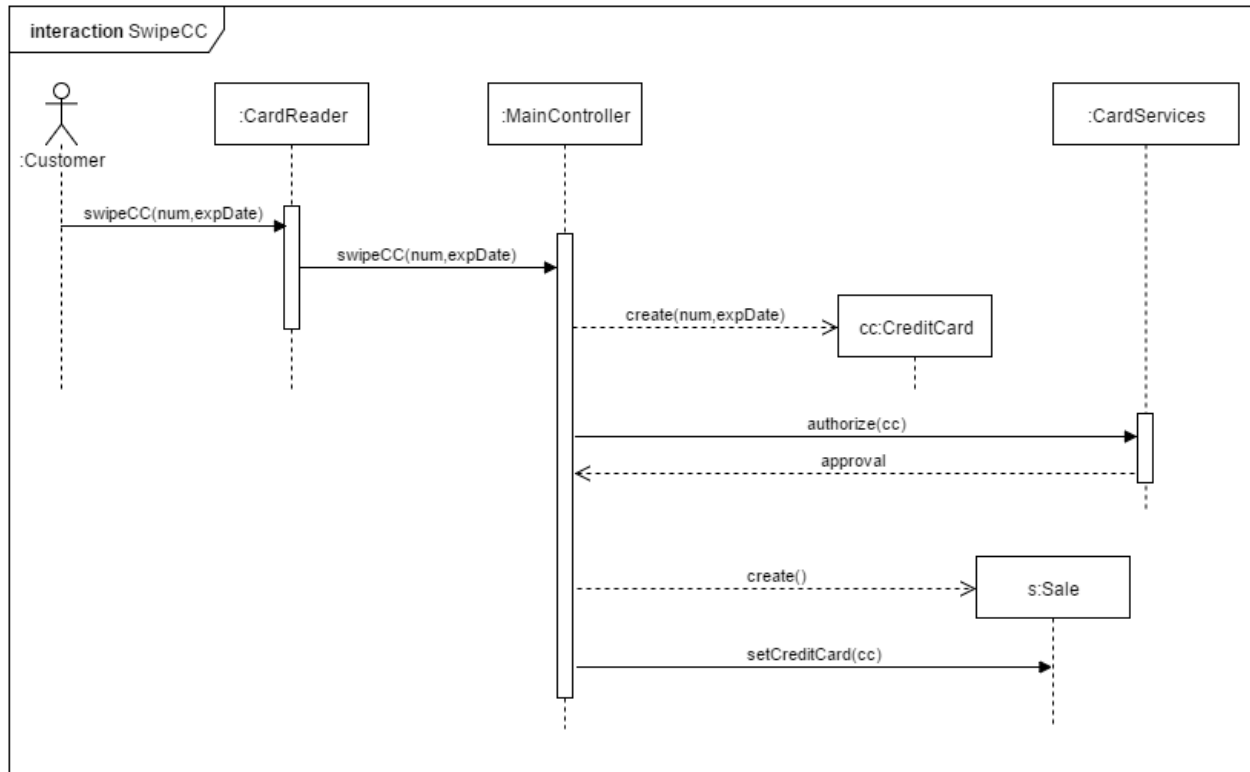 interaction SwipeCC
:Customer
:CardReader
:MainController
:CardServices
swipeCC(num,expDate)
swipeCC(num,expDate)
create(num,expDate)
cc:CreditCard
authorize(cc)
approval
create()
s:Sale
setCreditCard(cc)